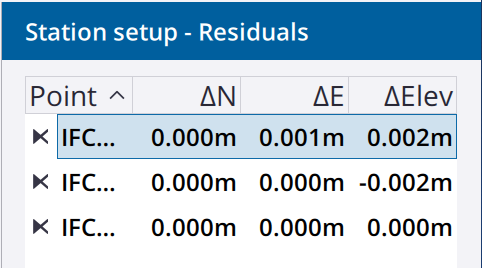 Station setup - Residuals
Point ΔN ΔE ΔElev
IFC... 0.000m 0.001m 0.002m
IFC... 0.000m 0.000m -0.002m
IFC... 0.000m 0.000m 0.000m